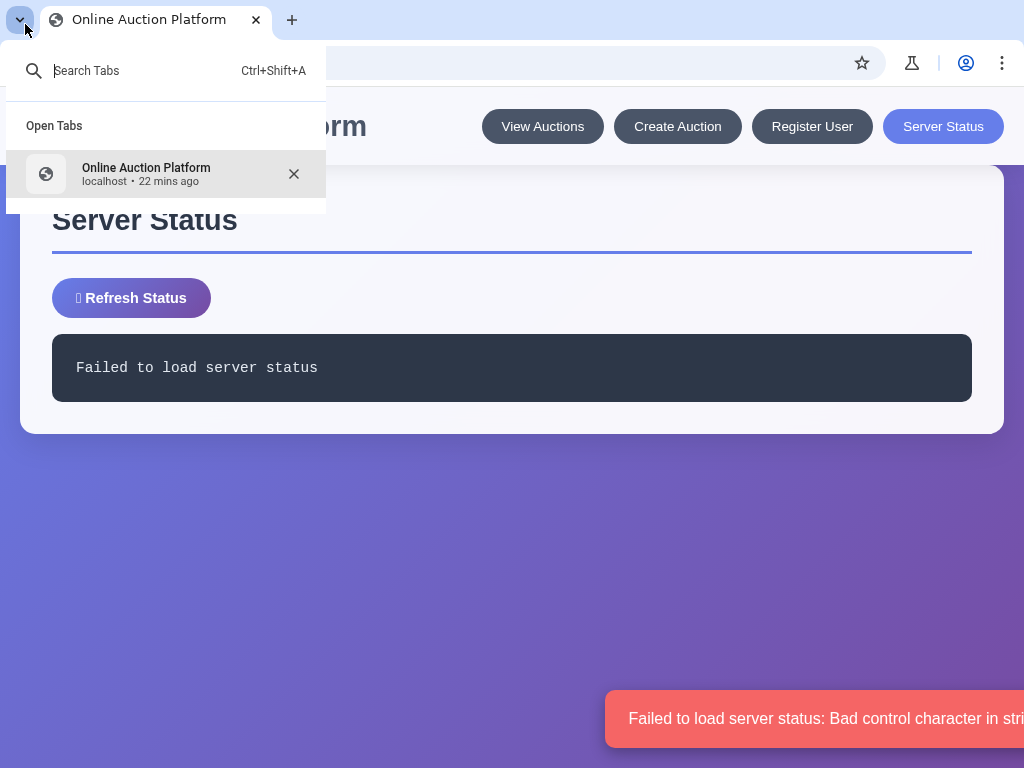 Online Auction Platform
Search Tabs Ctrl+Shift+A
Open Tabs
Online Auction Platform
localhost • 22 mins ago
orm
View Auctions
Create Auction
Register User
Server Status
Server Status
Refresh Status
Failed to load server status
Failed to load server status: Bad control character in stri